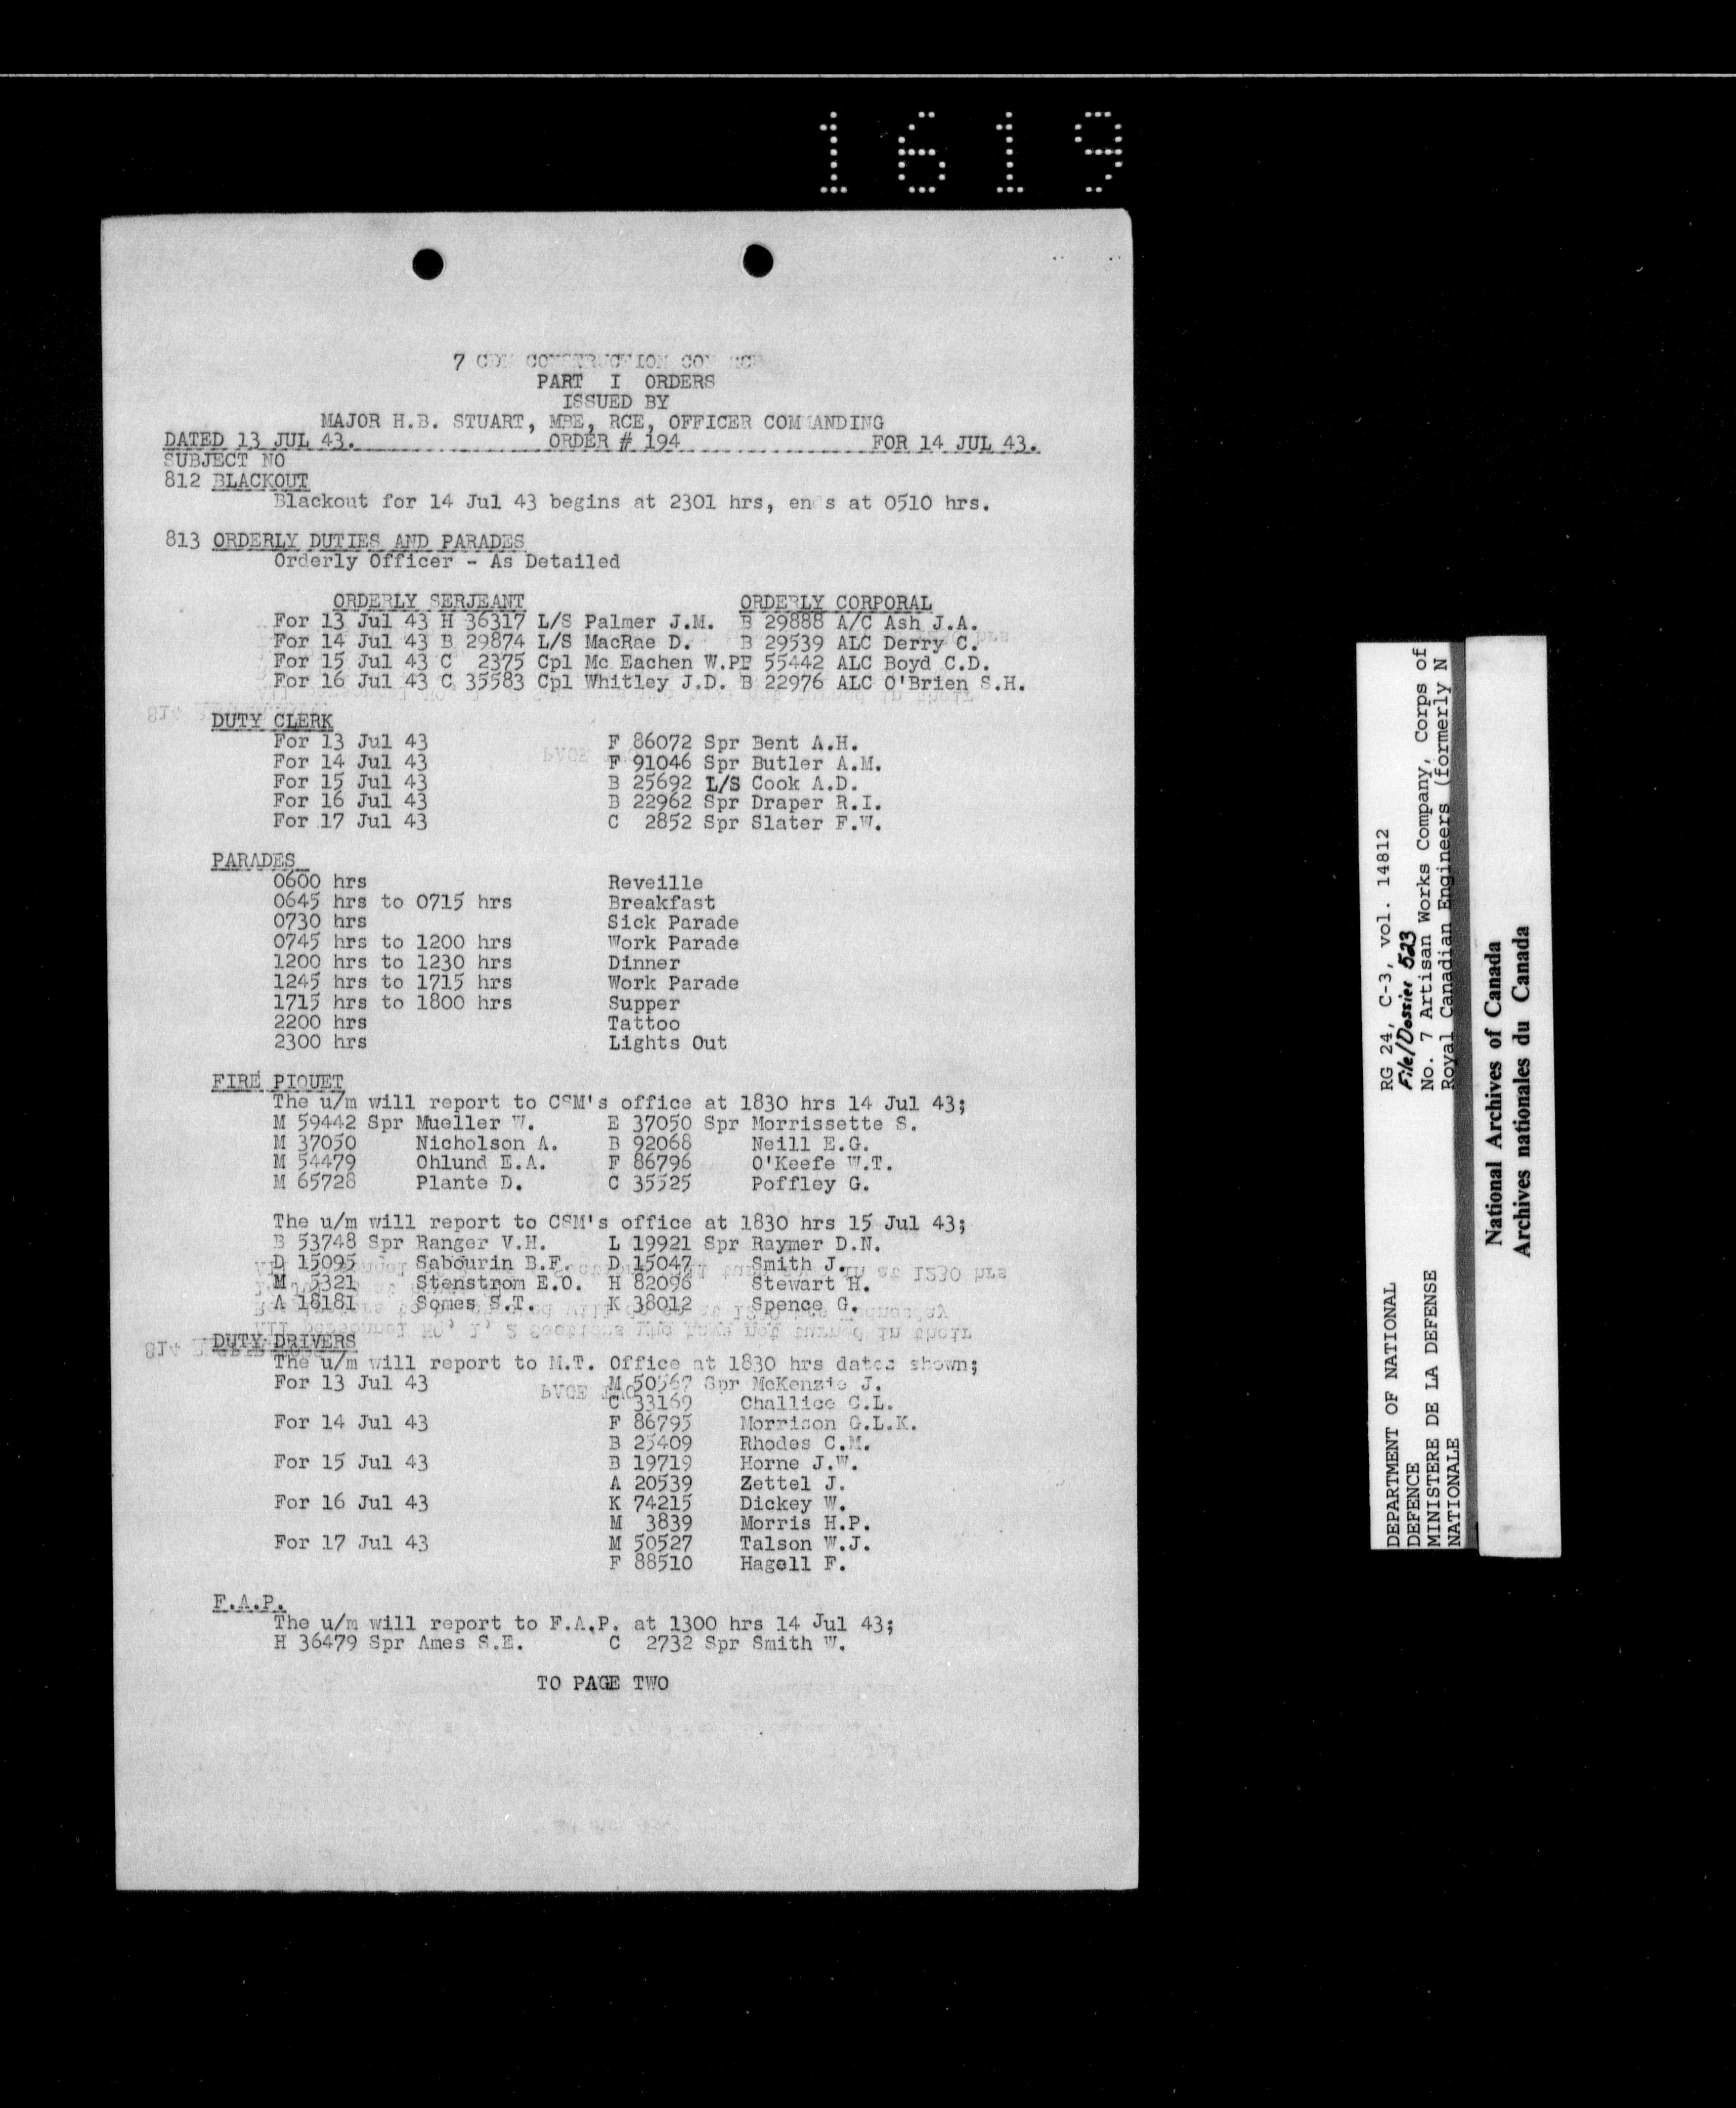 1619
7 CDN CONSTRUCTION COY RCE
PART I ORDERS
ISSUED BY
MAJOR H.B. STUART, MBE, RCE, OFFICER COMMANDING
DATED 13 JUL 43. ORDER # 194 FOR 14 JUL 43.
SUBJECT NO
812 BLACKOUT
Blackout for 14 Jul 43 begins at 2301 hrs, ends at 0510 hrs.
813 ORDERLY DUTIES AND PARADES
Orderly Officer - As Detailed
ORDERLY SERJEANT ORDERLY CORPORAL
For 13 Jul 43 H 36317 L/S Palmer J.M. B 29888 A/C Ash J.A.
For 14 Jul 43 B 29874 L/S MacRae D. B 29539 ALC Derry C.
For 15 Jul 43 C 2375 Cpl Mc Eachen W.PF 55442 ALC Boyd C.D.
For 16 Jul 43 C 35583 Cpl Whitley J.D. B 22976 ALC O'Brien S.H.
DUTY CLERK
For 13 Jul 43 F 86072 Spr Bent A.H.
For 14 Jul 43 F 91046 Spr Butler A.M.
For 15 Jul 43 B 25692 L/S Cook A.D.
For 16 Jul 43 B 22962 Spr Draper R.I.
For 17 Jul 43 C 2852 Spr Slater F.W.
PARADES
0600 hrs Reveille
0645 hrs to 0715 hrs Breakfast
0730 hrs Sick Parade
0745 hrs to 1200 hrs Work Parade
1200 hrs to 1230 hrs Dinner
1245 hrs to 1715 hrs Work Parade
1715 hrs to 1800 hrs Supper
2200 hrs Tattoo
2300 hrs Lights Out
FIRE PIQUET
The u/m will report to CSM's office at 1830 hrs 14 Jul 43;
M 59442 Spr Mueller W. E 37050 Spr Morrissette S.
M 37050 Nicholson A. B 92068 Neill E.G.
M 54479 Ohlund E.A. F 86796 O'Keefe W.T.
M 65728 Plante D. C 35525 Poffley G.
The u/m will report to CSM's office at 1830 hrs 15 Jul 43;
B 53748 Spr Ranger V.H. L 19921 Spr Raymer D.N.
D 15095 Sabourin B.F. D 15047 Smith J.
M 5321 Stenstrom E.O. H 82096 Stewart H.
A 18181 Somes S.T. K 38012 Spence G.
DUTY DRIVERS
The u/m will report to M.T. Office at 1830 hrs dates shown;
For 13 Jul 43 M 50567 Spr McKenzie J.
C 33169 Challice C.L.
For 14 Jul 43 F 86795 Morrison G.L.K.
B 25409 Rhodes C.M.
For 15 Jul 43 B 19719 Horne J.W.
A 20539 Zettel J.
For 16 Jul 43 K 74215 Dickey W.
M 3839 Morris H.P.
For 17 Jul 43 M 50527 Talson W.J.
F 88510 Hagell F.
F.A.P.
The u/m will report to F.A.P. at 1300 hrs 14 Jul 43;
H 36479 Spr Ames S.E. C 2732 Spr Smith W.
TO PAGE TWO
DEPARTMENT OF NATIONAL
DEFENCE
MINISTERE DE LA DEFENSE
NATIONALE
RG 24, C-3, vol. 14812
File/Dossier 523
No. 7 Artisan Works Company, Corps of
Royal Canadian Engineers (formerly N
National Archives of Canada
Archives nationales du Canada